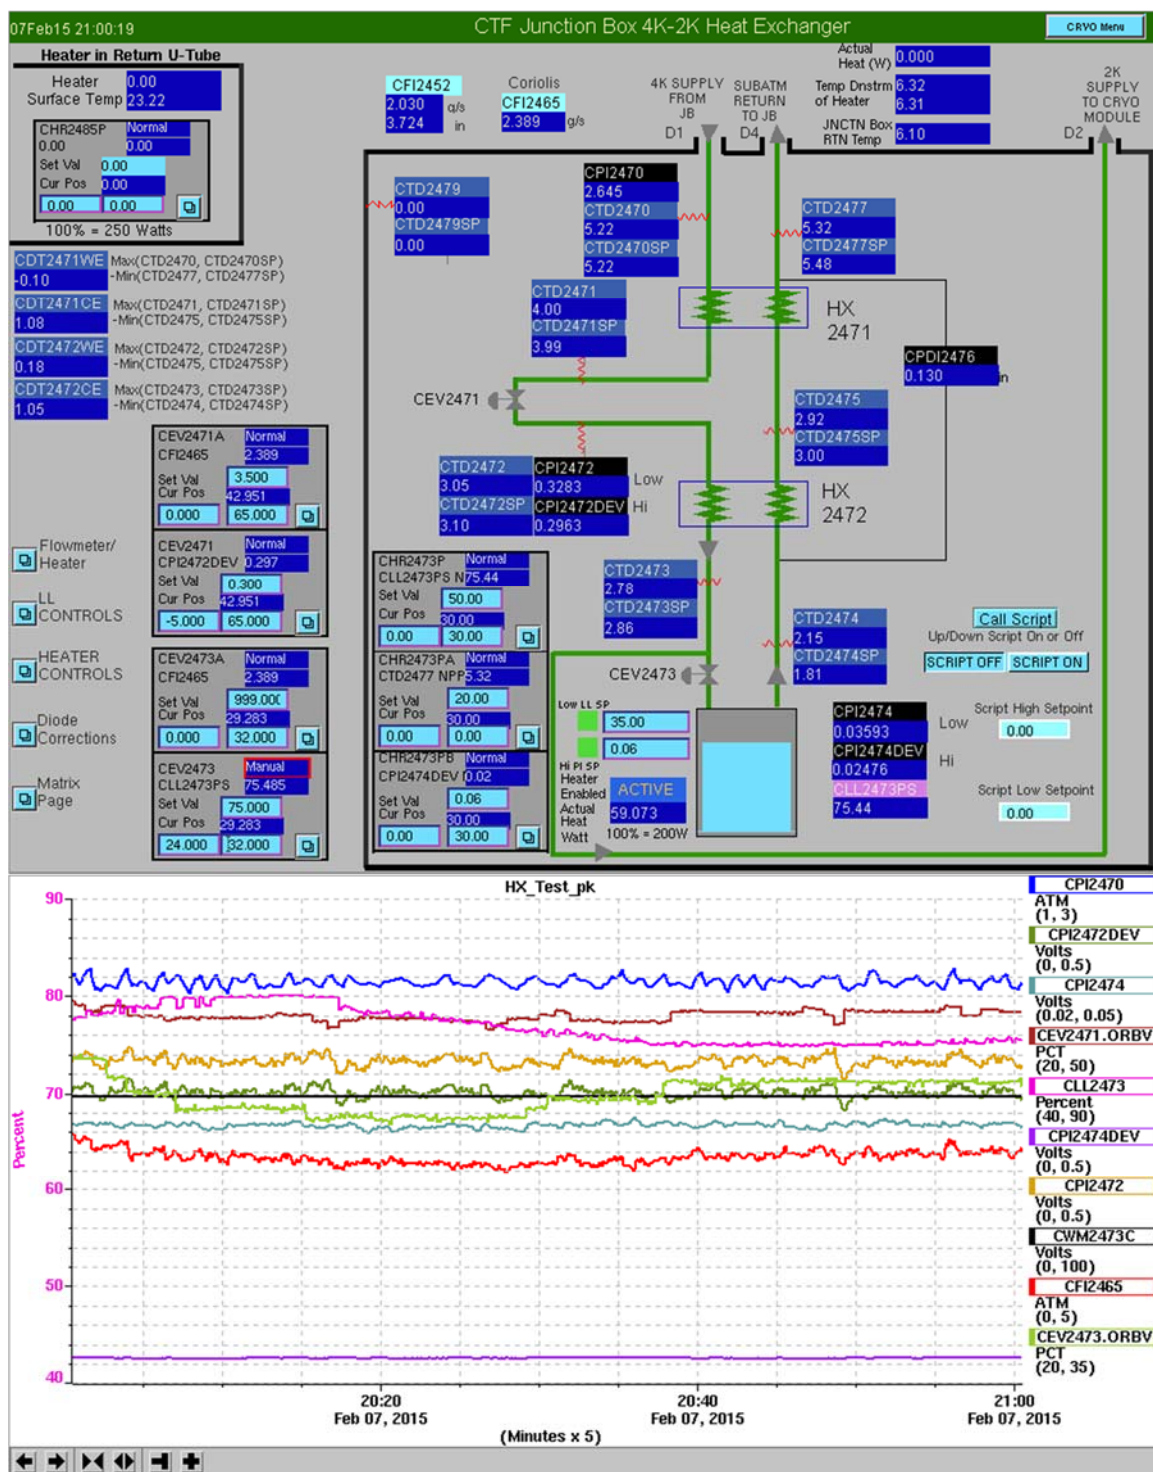 07Feb15 21:00:19
CTF Junction Box 4K-2K Heat Exchanger
CRYO Menu
Heater in Return U-Tube
Heater 0.00
Surface Temp 23.22
CHR2485P Normal
0.00 0.00
Set Val 0.00
Cur Pos 0.00
0.00 0.00
100% = 250 Watts
CFI2452
2.030 g/s
3.724 in
Coriolis
CFI2465
2.389 g/s
4K SUPPLY
FROM
JB
D1
SUBATM
RETURN
TO JB
D4
Actual
Heat (W) 0.000
Temp Dnstrm 6.32
of Heater 6.31
JNCTN Box
RTN Temp 6.10
2K
SUPPLY
TO CRYO
MODULE
D2
CTD2479
0.00
CTD2479SP
0.00
CPI2470
2.645
CTD2470
5.22
CTD2470SP
5.22
CTD2477
5.32
CTD2477SP
5.48
CDT2471WE Max(CTD2470, CTD2470SP)
-0.10 -Min(CTD2477, CTD2477SP)
CDT2471CE Max(CTD2471, CTD2471SP)
1.08 -Min(CTD2475, CTD2475SP)
CDT2472WE Max(CTD2472, CTD2472SP)
0.18 -Min(CTD2475, CTD2475SP)
CDT2472CE Max(CTD2473, CTD2473SP)
1.05 -Min(CTD2474, CTD2474SP)
CTD2471
4.00
CTD2471SP
3.99
HX
2471
CPDI2476
0.130 in
CEV2471
CTD2475
2.92
CTD2475SP
3.00
CTD2472
3.05
CTD2472SP
3.10
CPI2472
0.3283 Low
CPI2472DEV Hi
0.2963
HX
2472
CEV2471A Normal
CFI2465 2.389
Set Val 3.500
Cur Pos 42.951
0.000 65.000
CEV2471 Normal
CPI2472DEV 0.297
Set Val 0.300
Cur Pos 42.951
-5.000 65.000
CEV2473A Normal
CFI2465 2.389
Set Val 999.000
Cur Pos 29.283
0.000 32.000
CEV2473 Manual
CLL2473PS 75.485
Set Val 75.000
Cur Pos 29.283
24.000 32.000
Flowmeter/
Heater
LL
CONTROLS
HEATER
CONTROLS
Diode
Corrections
Matrix
Page
CHR2473P Normal
CLL2473PS N 75.44
Set Val 50.00
Cur Pos 30.00
0.00 30.00
CHR2473PA Normal
CTD2477 NPP 5.32
Set Val 20.00
Cur Pos 30.00
0.00 0.00
CHR2473PB Normal
CPI2474DEV 0.02
Set Val 0.06
Cur Pos 30.00
0.00 30.00
CTD2473
2.78
CTD2473SP
2.86
CEV2473
CTD2474
2.15
CTD2474SP
1.81
Call Script
Up/Down Script On or Off
SCRIPT OFF SCRIPT ON
Low LL SP
35.00
0.06
Hi PI SP
Heater
Enabled ACTIVE
Actual 59.073
Heat
Watt 100% = 200W
CPI2474
0.03593 Low
CPI2474DEV
0.02476 Hi
CLL2473PS
75.44
Script High Setpoint
0.00
Script Low Setpoint
0.00
HX_Test_pk
90
80
70
60
50
40
Percent
20:20
Feb 07, 2015
20:40
Feb 07, 2015
21:00
Feb 07, 2015
(Minutes x 5)
CPI2470
ATM
(1, 3)
CPI2472DEV
Volts
(0, 0.5)
CPI2474
Volts
(0.02, 0.05)
CEV2471.ORBV
PCT
(20, 50)
CLL2473
Percent
(40, 90)
CPI2474DEV
Volts
(0, 0.5)
CPI2472
Volts
(0, 0.5)
CWM2473C
Volts
(0, 100)
CFI2465
ATM
(0, 5)
CEV2473.ORBV
PCT
(20, 35)